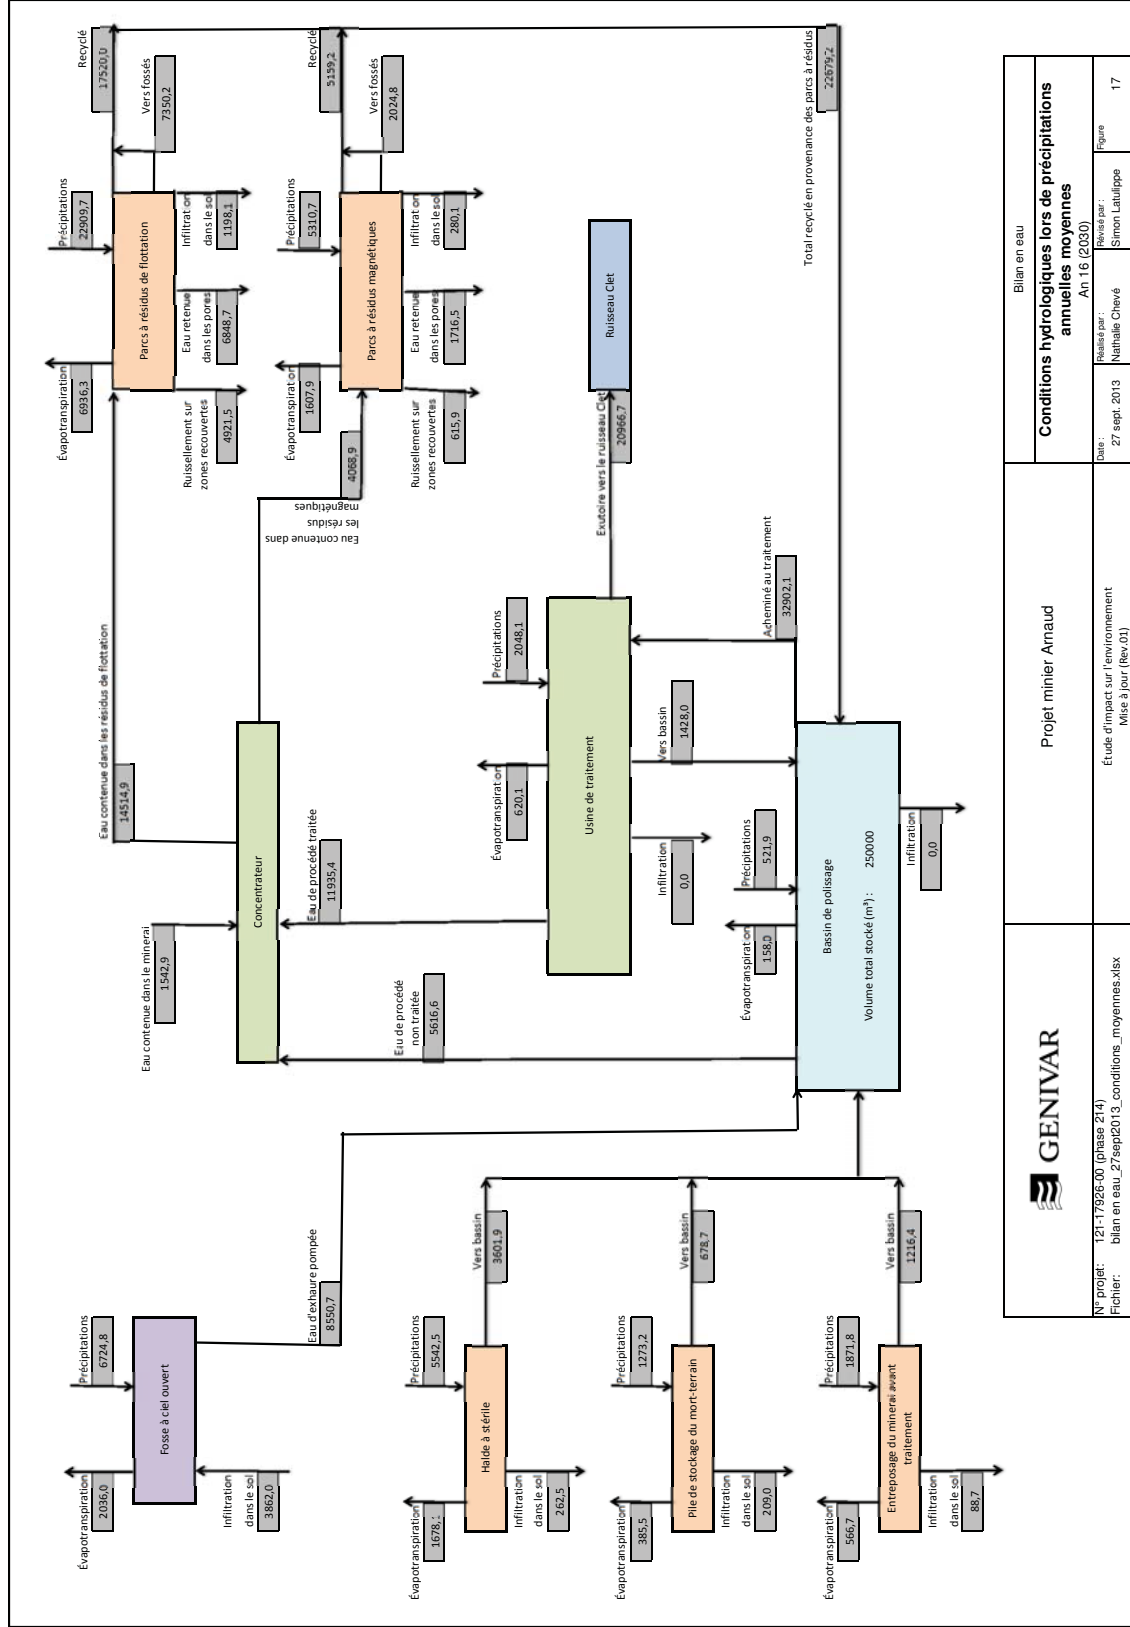 Évapotranspiration
2036,0
Précipitations
6724,8
Fosse à ciel ouvert
Infiltration
dans le sol
3862,0
Eau d'exhaure pompée
8550,7
Évapotranspiration
Précipitations
5542,5
Halde à stérile
Infiltration
dans le sol
262,5
Vers bassin
3601,9
Évapotranspiration
385,5
Précipitations
1273,2
Pile de stockage du mort-terrain
Infiltration
dans le sol
209,0
Vers bassin
678,7
Évapotranspiration
566,7
Précipitations
1871,8
Entreposage du minerai avant
traitement
Infiltration
dans le sol
88,7
Vers bassin
1216,4
Eau contenue dans le minerai
1542,9
Concentrateur
Eau de procédé
non traitée
5616,6
Eau de procédé traitée
11935,4
Eau contenue dans les résidus de flottation
14514,9
Eau contenue dans
les résidus
magnétiques
4068,9
Évapotranspiration
620,1
Précipitations
2048,1
Usine de traitement
Infiltration
0,0
Vers bassin
1428,0
Acheminé au traitement
32902,1
Exutoire vers le ruisseau Clet
20966,7
Ruisseau Clet
Évapotranspiration
158,0
Précipitations
521,9
Bassin de polissage
Volume total stocké (m³) : 250000
Infiltration
0,0
Évapotranspiration
6936,3
Précipitations
22909,7
Parcs à résidus de flottation
Ruissellement sur
zones recouvertes
4921,5
Eau retenue
dans les pores
6848,7
Infiltration
dans le sol
1198,1
Vers fossés
7350,2
Recyclé
17520,0
Évapotranspiration
1607,9
Précipitations
5310,7
Parcs à résidus magnétiques
Ruissellement sur
zones recouvertes
615,9
Eau retenue
dans les pores
1716,5
Infiltration
dans le sol
280,1
Vers fossés
2024,8
Recyclé
5159,2
Total recyclé en provenance des parcs à résidus
22679,2
GENIVAR
N° projet: 121-17926-00 (phase 214)
Fichier: bilan en eau_27sept2013_conditions_moyennes.xlsx
Projet minier Arnaud
Étude d'impact sur l'environnement
Mise à jour (Rev.01)
Bilan en eau
Conditions hydrologiques lors de précipitations
annuelles moyennes
An 16 (2030)
Date :
27 sept. 2013
Réalisé par :
Nathalie Chevé
Révisé par :
Simon Latulippe
Figure
17